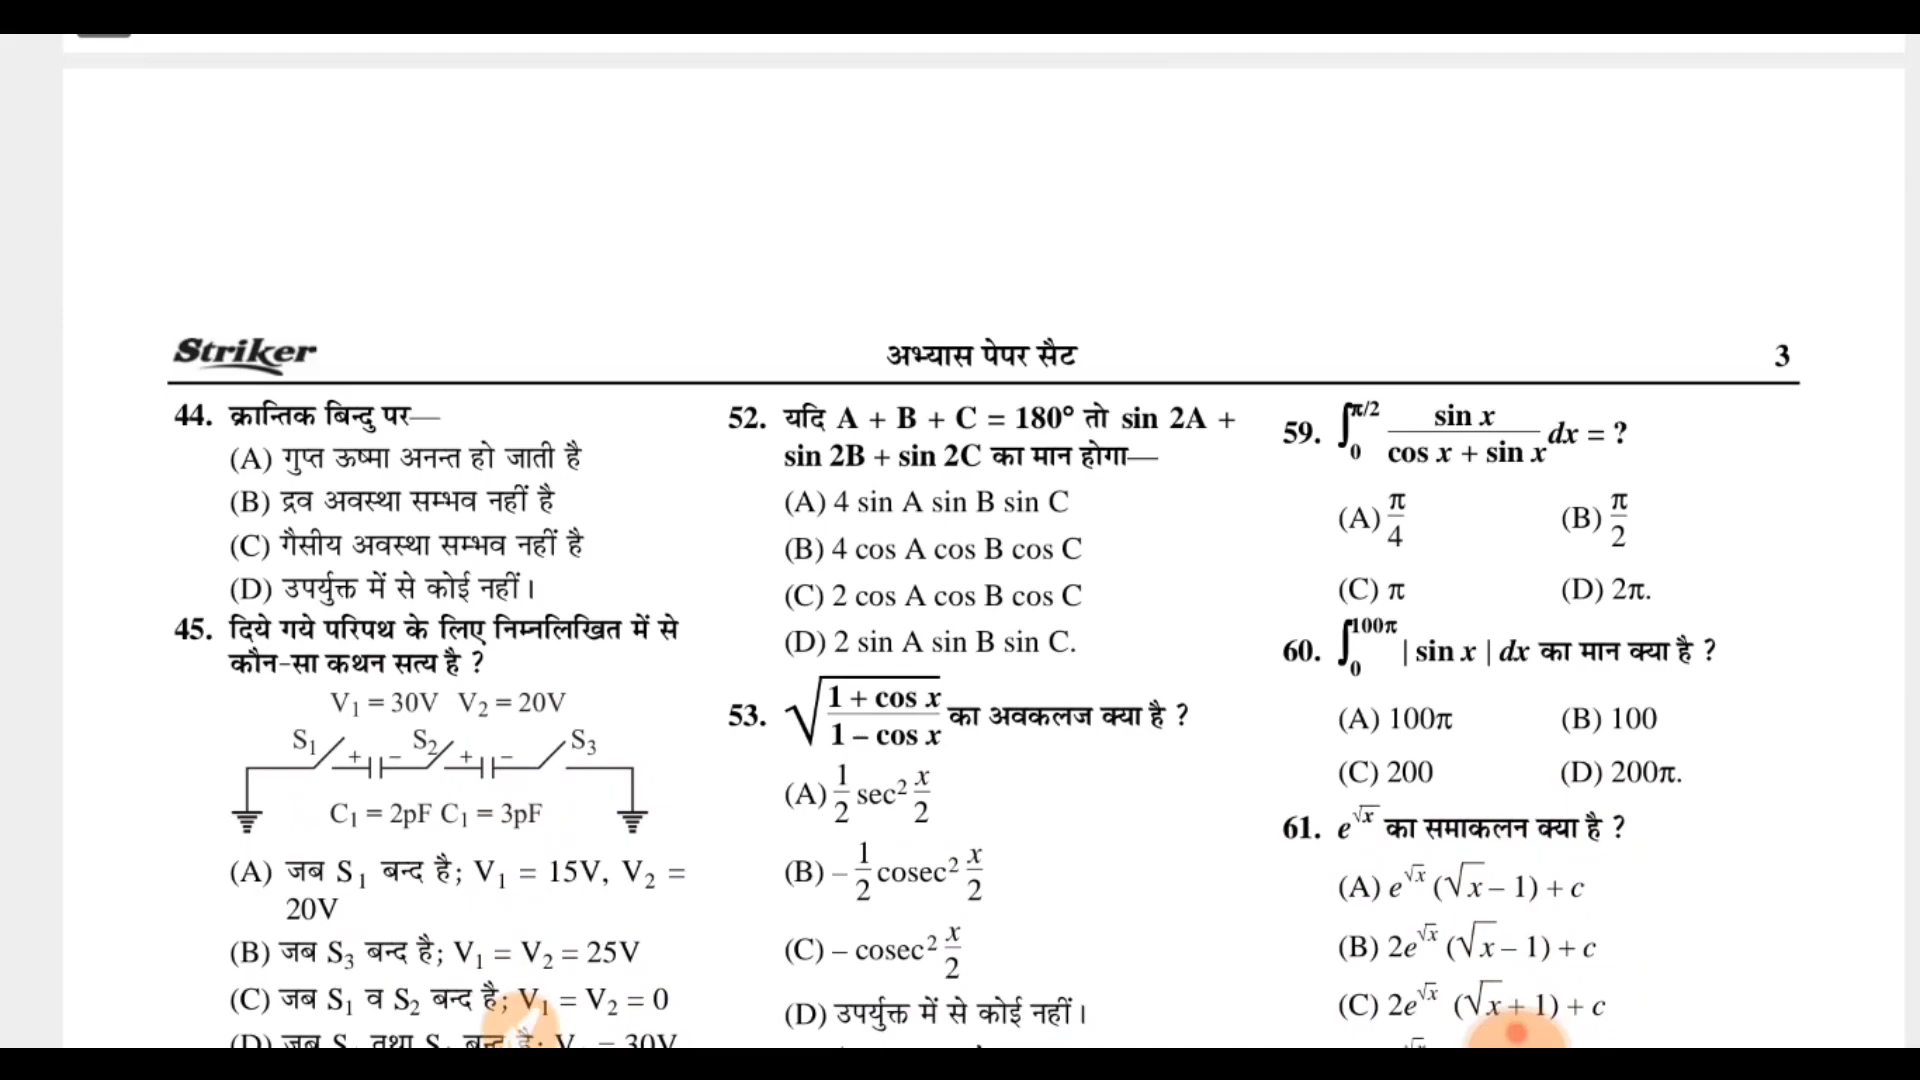 Striker
अभ्यास पेपर सैट
3
44. क्रान्तिक बिन्दु पर—
(A) गुप्त ऊष्मा अनन्त हो जाती है
(B) द्रव अवस्था सम्भव नहीं है
(C) गैसीय अवस्था सम्भव नहीं है
(D) उपर्युक्त में से कोई नहीं।
45. दिये गये परिपथ के लिए निम्नलिखित में से
कौन-सा कथन सत्य है ?
V₁ = 30V V₂ = 20V
S₁ S₂ S₃
+ − + −
C₁ = 2pF C₁ = 3pF
(A) जब S₁ बन्द है; V₁ = 15V, V₂ =
20V
(B) जब S₃ बन्द है; V₁ = V₂ = 25V
(C) जब S₁ व S₂ बन्द है; V₁ = V₂ = 0
52. यदि A + B + C = 180° तो sin 2A +
sin 2B + sin 2C का मान होगा—
(A) 4 sin A sin B sin C
(B) 4 cos A cos B cos C
(C) 2 cos A cos B cos C
(D) 2 sin A sin B sin C.
53. √((1 + cos x)/(1 – cos x)) का अवकलज क्या है ?
(A) 1/2 sec² x/2
(B) – 1/2 cosec² x/2
(C) – cosec² x/2
(D) उपर्युक्त में से कोई नहीं।
59. ∫₀^(π/2) sin x/(cos x + sin x) dx = ?
(A) π/4 (B) π/2
(C) π (D) 2π.
60. ∫₀^(100π) | sin x | dx का मान क्या है ?
(A) 100π (B) 100
(C) 200 (D) 200π.
61. e^√x का समाकलन क्या है ?
(A) e^√x (√x – 1) + c
(B) 2e^√x (√x – 1) + c
(C) 2e^√x (√x + 1) + c